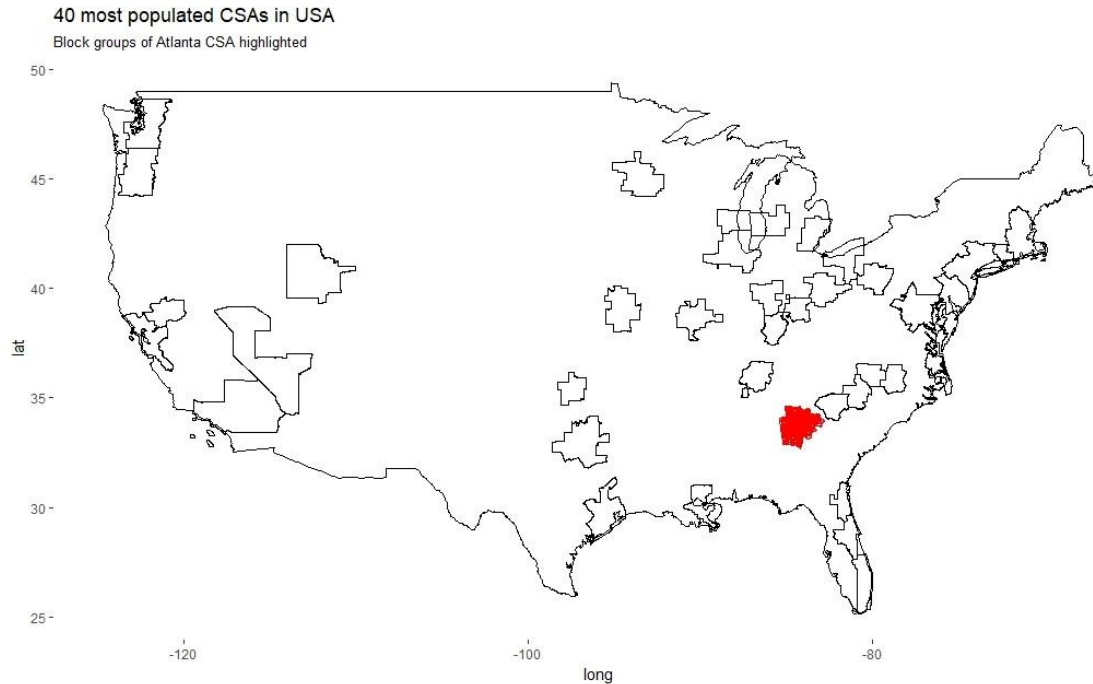 40 most populated CSAs in USA
Block groups of Atlanta CSA highlighted
50
45
40
35
30
25
lat
-120
-100
-80
long